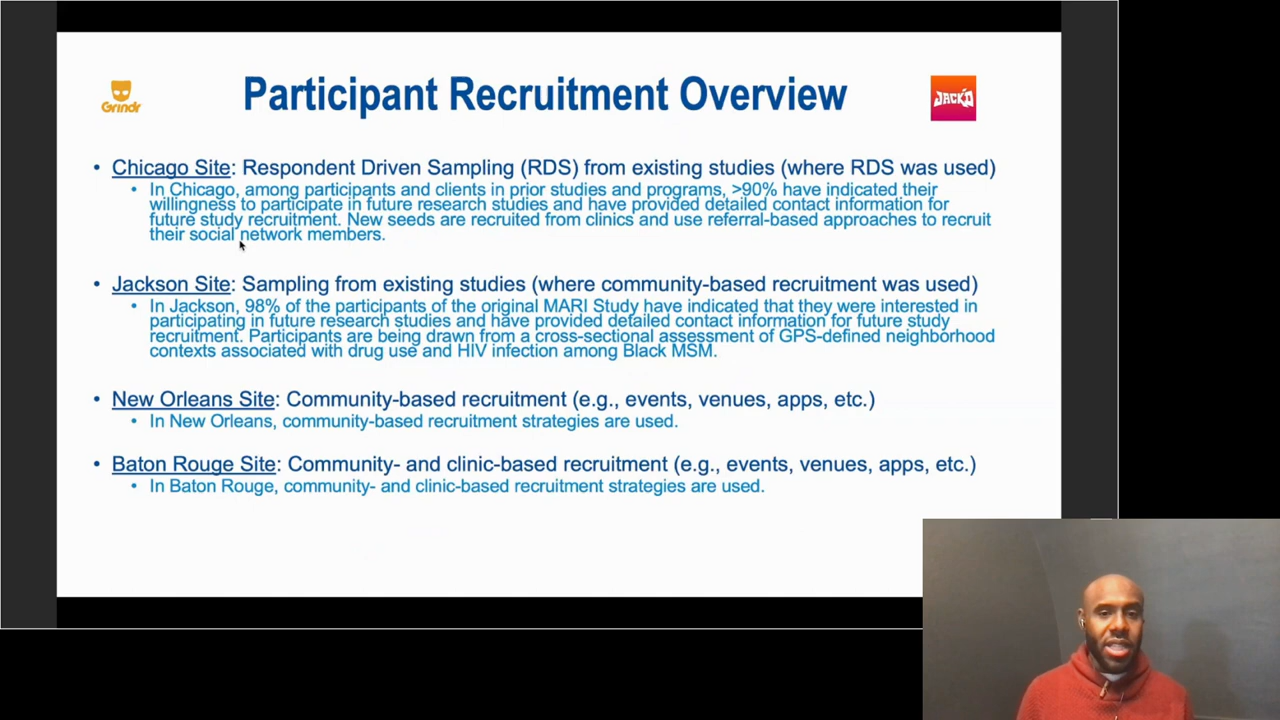 Grindr
Participant Recruitment Overview
JACK'D
• Chicago Site: Respondent Driven Sampling (RDS) from existing studies (where RDS was used)
• In Chicago, among participants and clients in prior studies and programs, >90% have indicated their
willingness to participate in future research studies and have provided detailed contact information for
future study recruitment. New seeds are recruited from clinics and use referral-based approaches to recruit
their social network members.
• Jackson Site: Sampling from existing studies (where community-based recruitment was used)
• In Jackson, 98% of the participants of the original MARI Study have indicated that they were interested in
participating in future research studies and have provided detailed contact information for future study
recruitment. Participants are being drawn from a cross-sectional assessment of GPS-defined neighborhood
contexts associated with drug use and HIV infection among Black MSM.
• New Orleans Site: Community-based recruitment (e.g., events, venues, apps, etc.)
• In New Orleans, community-based recruitment strategies are used.
• Baton Rouge Site: Community- and clinic-based recruitment (e.g., events, venues, apps, etc.)
• In Baton Rouge, community- and clinic-based recruitment strategies are used.